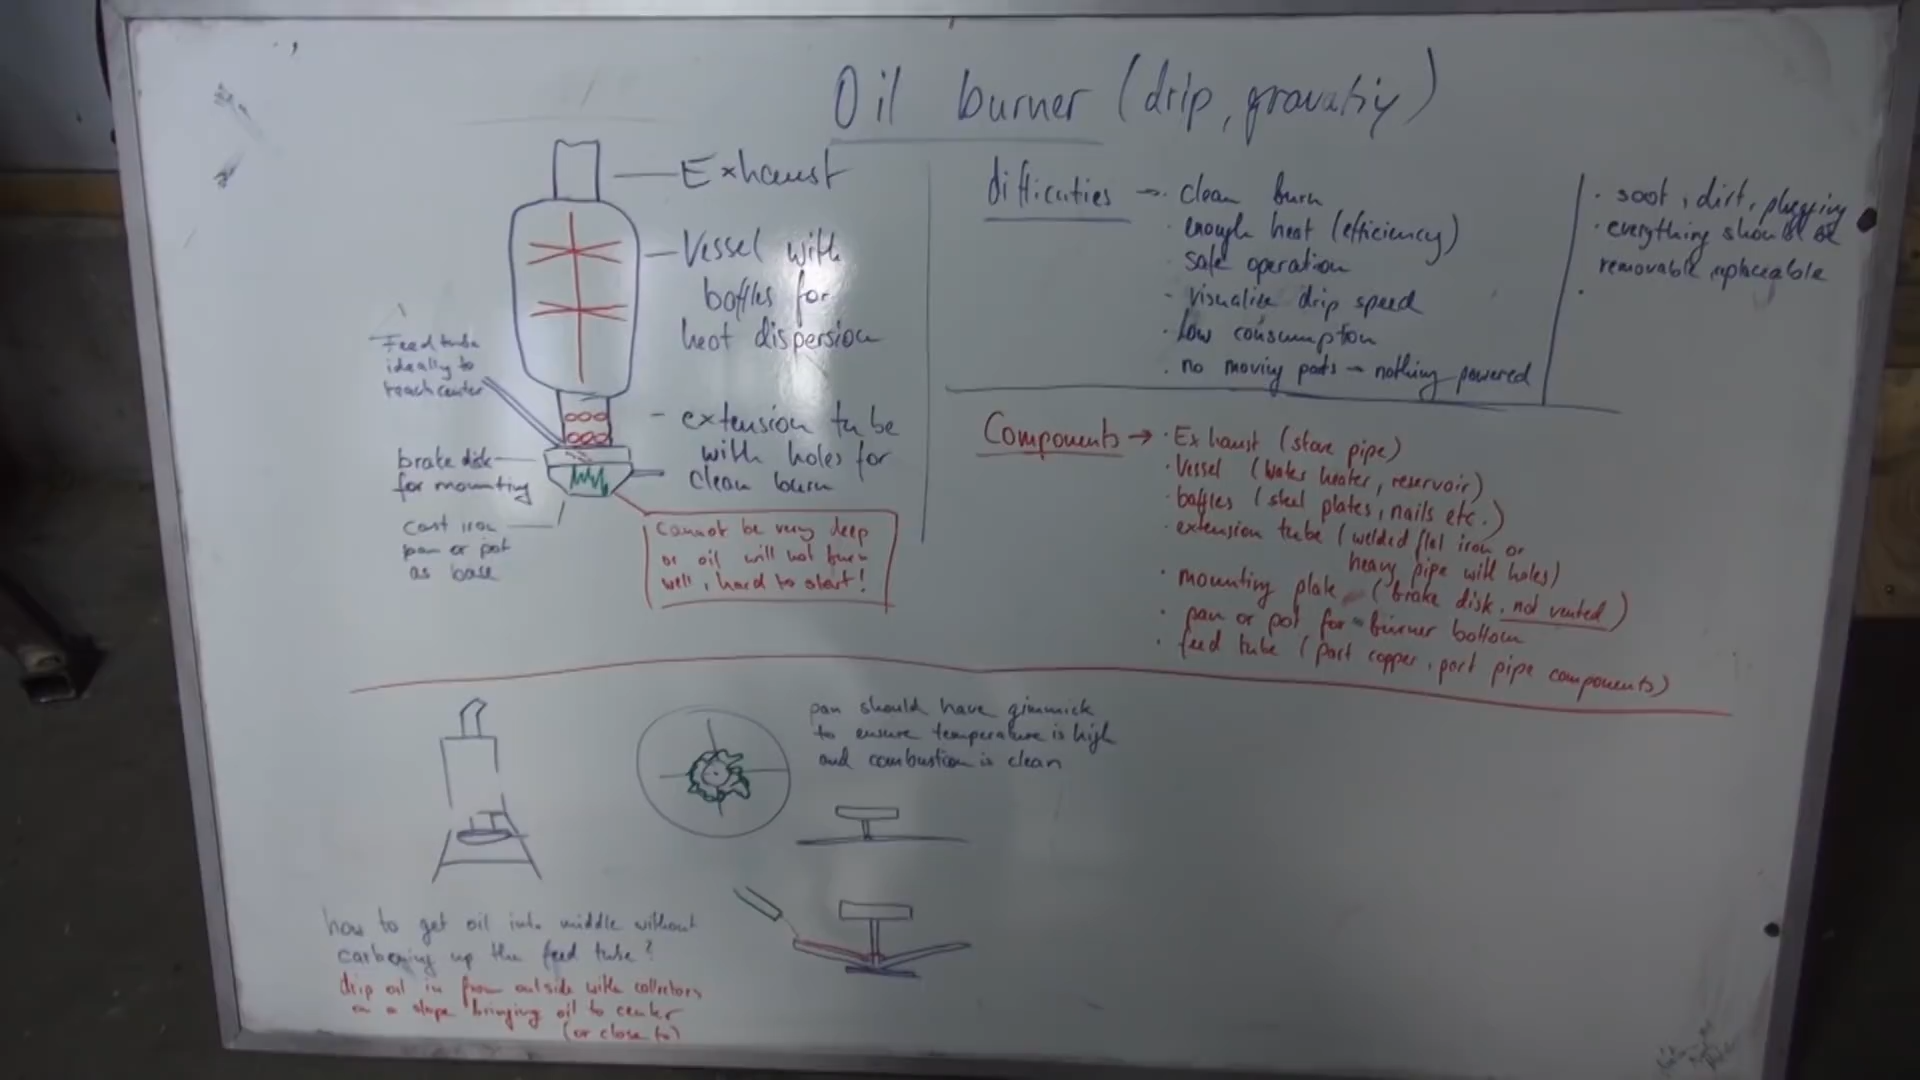 Oil burner (drip, gravatiy)
Exhaust
Vessel with
baffles for
heat dispersion
Feed tube
ideally to
reach center
extension tube
with holes for
clean burn
brake disk
for mounting
cast iron
pan or pot
as base
Cannot be very deep
or oil will not burn
well, hard to start!
difficuties → · clean burn
· enough heat (efficiency)
· safe operation
- visualise drip speed
· low consumption
· no moving parts – nothing powered
· soot, dirt, plugging
· everything should be
removable replaceable
Components → · Exhaust (stove pipe)
· Vessel (water heater, reservoir)
· baffles (steel plates, nails etc.)
· extension tube (welded flat iron or
heavy pipe with holes)
· mounting plate (brake disk, not vented)
· pan or pot for burner bottom
· feed tube (part copper, part pipe components)
pan should have gimmick
to ensure temperature is high
and combustion is clean
how to get oil into middle without
carboning up the feed tube?
drip oil in from outside with collectors
on a slope bringing oil to center
(or close to)